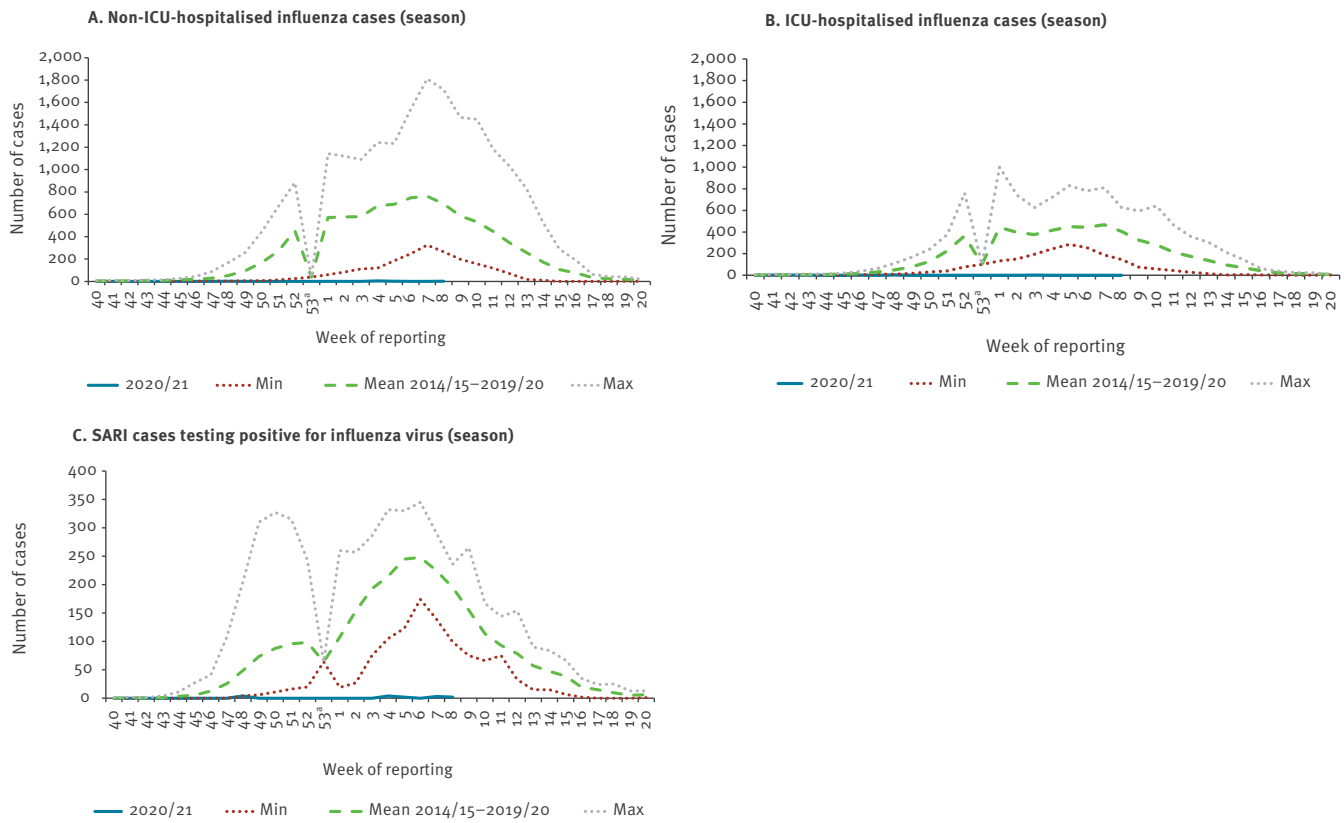 A. Non-ICU-hospitalised influenza cases (season)
2,000
1,800
1,600
1,400
1,200
1,000
800
600
400
200
0
Number of cases
40 41 42 43 44 45 46 47 48 49 50 51 52 53ª 1 2 3 4 5 6 7 8 9 10 11 12 13 14 15 16 17 18 19 20
Week of reporting
2020/21 Min Mean 2014/15–2019/20 Max
B. ICU-hospitalised influenza cases (season)
2,000
1,800
1,600
1,400
1,200
1,000
800
600
400
200
0
Number of cases
40 41 42 43 44 45 46 47 48 49 50 51 52 53ª 1 2 3 4 5 6 7 8 9 10 11 12 13 14 15 16 17 18 19 20
Week of reporting
2020/21 Min Mean 2014/15–2019/20 Max
C. SARI cases testing positive for influenza virus (season)
400
350
300
250
200
150
100
50
0
Number of cases
40 41 42 43 44 45 46 47 48 49 50 51 52 53ª 1 2 3 4 5 6 7 8 9 10 11 12 13 14 15 16 17 18 19 20
Week of reporting
2020/21 Min Mean 2014/15–2019/20 Max